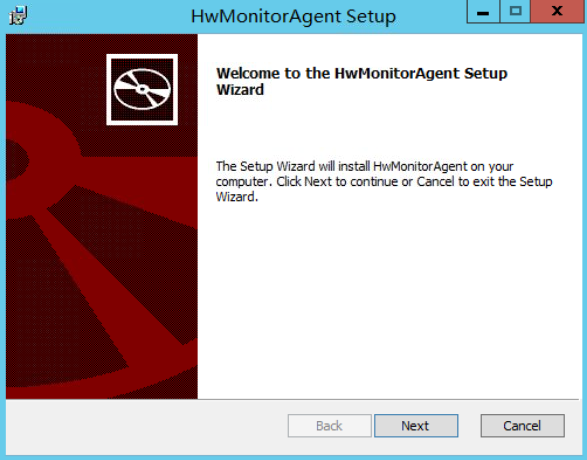 HwMonitorAgent Setup
Welcome to the HwMonitorAgent Setup
Wizard
The Setup Wizard will install HwMonitorAgent on your
computer. Click Next to continue or Cancel to exit the Setup
Wizard.
Back
Next
Cancel